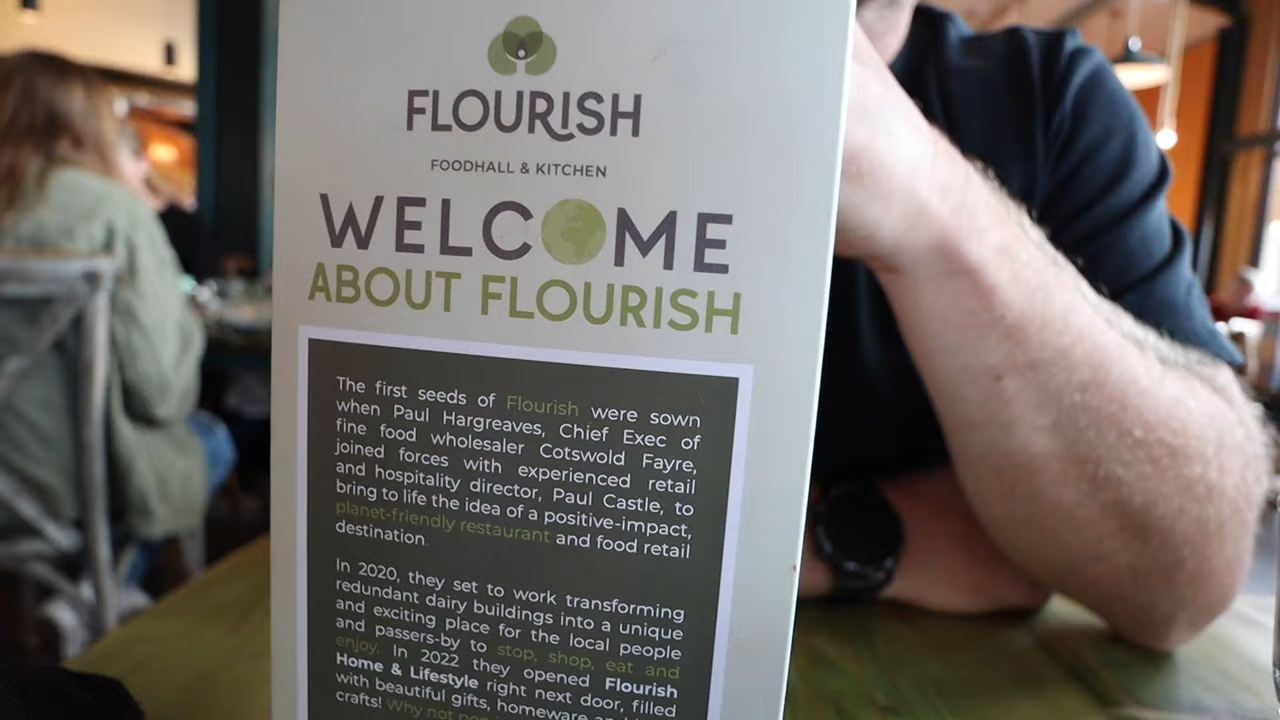 FLOURISH
FOODHALL & KITCHEN
WELCOME
ABOUT FLOURISH
The first seeds of Flourish were sown
when Paul Hargreaves, Chief Exec of
fine food wholesaler Cotswold Fayre,
joined forces with experienced retail
and hospitality director, Paul Castle, to
bring to life the idea of a positive-impact,
planet-friendly restaurant and food retail
destination.
In 2020, they set to work transforming
redundant dairy buildings into a unique
and exciting place for the local people
and passers-by to stop, shop, eat and
enjoy. In 2022 they opened Flourish
Home & Lifestyle right next door, filled
with beautiful gifts, homeware
crafts! Why not